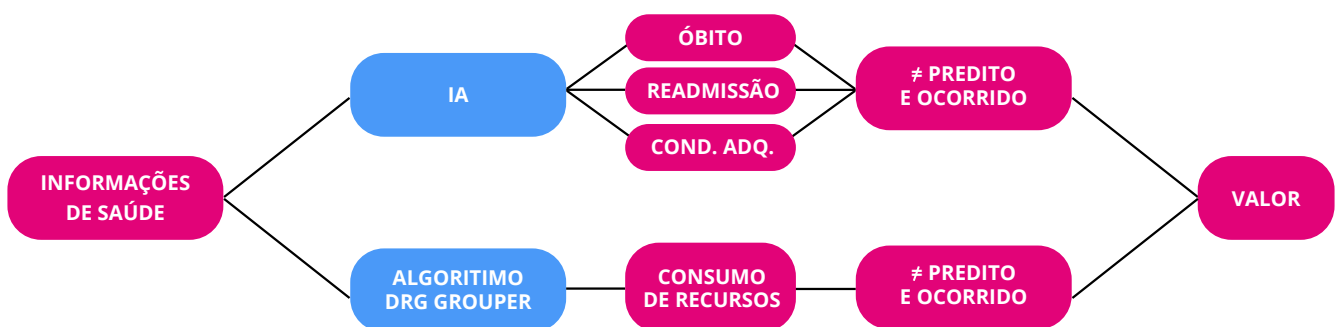 INFORMAÇÕES
DE SAÚDE
IA
ÓBITO
READMISSÃO
COND. ADQ.
≠ PREDITO
E OCORRIDO
ALGORITIMO
DRG GROUPER
CONSUMO
DE RECURSOS
≠ PREDITO
E OCORRIDO
VALOR